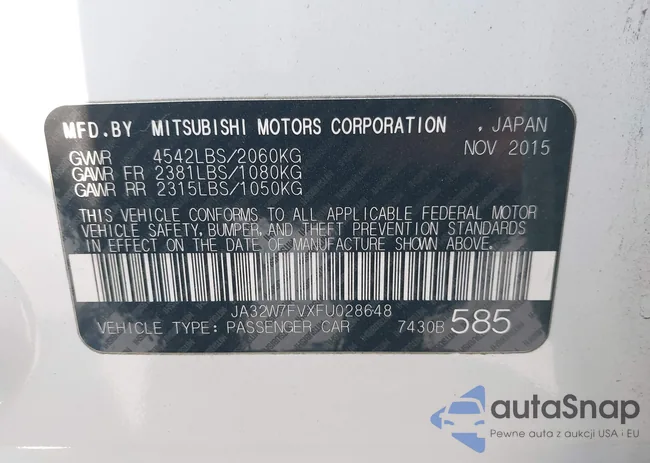 MFD.BY MITSUBISHI MOTORS CORPORATION , JAPAN
GVWR 4542LBS/2060KG NOV 2015
GAWR FR 2381LBS/1080KG
GAWR RR 2315LBS/1050KG
THIS VEHICLE CONFORMS TO ALL APPLICABLE FEDERAL MOTOR
VEHICLE SAFETY, BUMPER, AND THEFT PREVENTION STANDARDS
IN EFFECT ON THE DATE OF MANUFACTURE SHOWN ABOVE.
JA32W7FVXFU028648
VEHICLE TYPE: PASSENGER CAR 7430B 585
autaSnap
Pewne auta z aukcji USA i EU